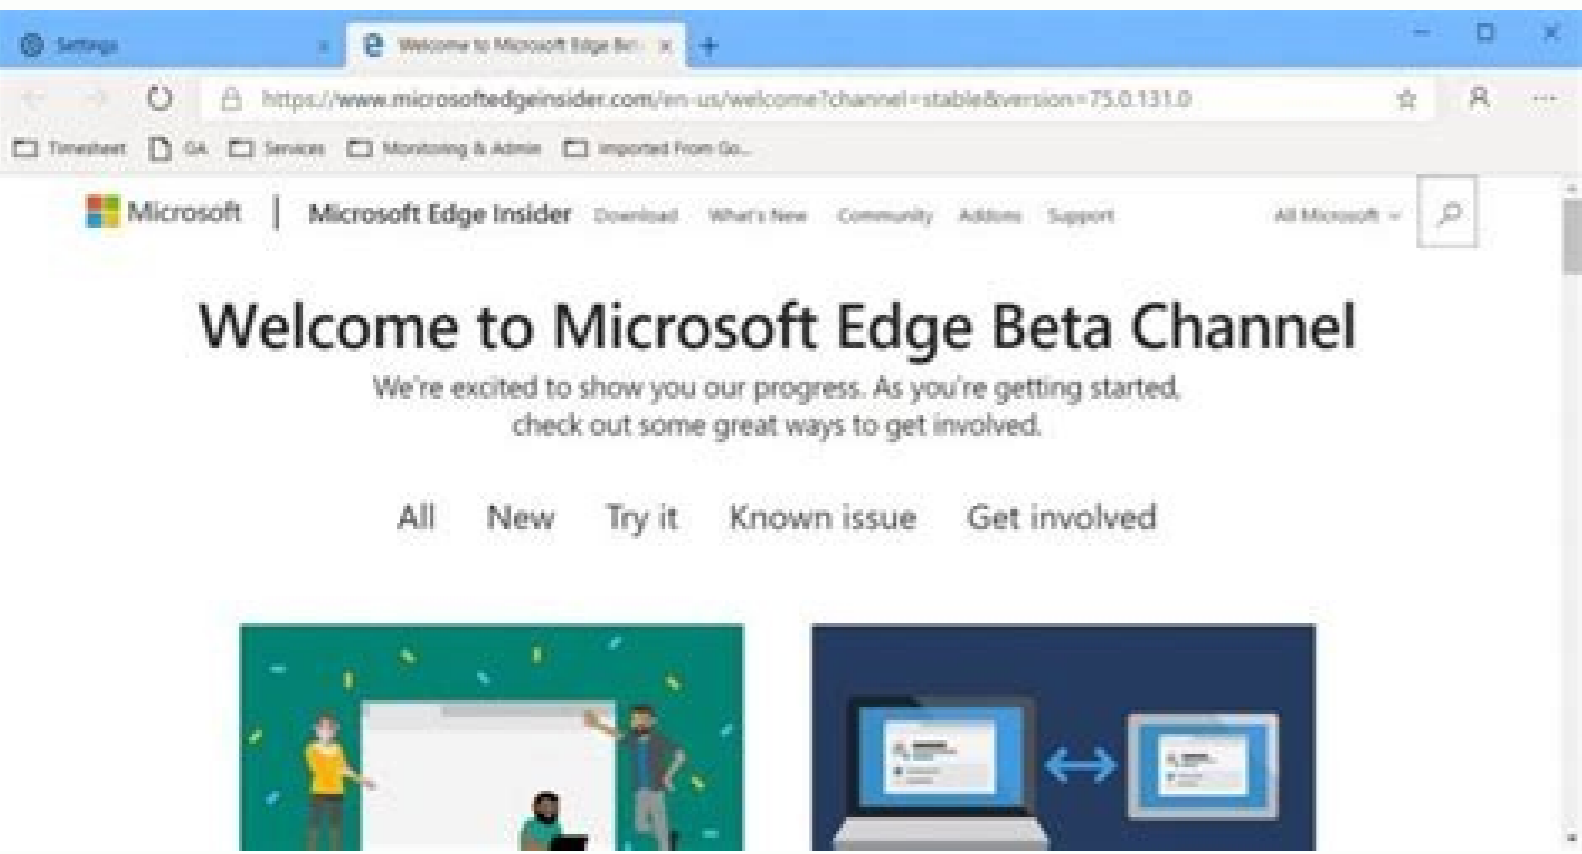 Settings
Welcome to Microsoft Edge Bet
https://www.microsoftedgeinsider.com/en-us/welcome?channel=stable&version=75.0.131.0
Timesheet GA Services Monitoring & Admin Imported From Go...
Microsoft | Microsoft Edge Insider Download What's New Community Addons Support All Microsoft
Welcome to Microsoft Edge Beta Channel
We're excited to show you our progress. As you're getting started,
check out some great ways to get involved.
All New Try it Known issue Get involved